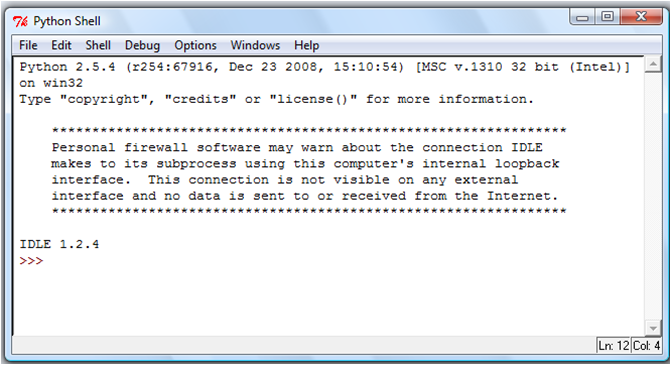 Python Shell
File Edit Shell Debug Options Windows Help
Python 2.5.4 (r254:67916, Dec 23 2008, 15:10:54) [MSC v.1310 32 bit (Intel)]
on win32
Type "copyright", "credits" or "license()" for more information.
****************************************************************
Personal firewall software may warn about the connection IDLE
makes to its subprocess using this computer's internal loopback
interface.  This connection is not visible on any external
interface and no data is sent to or received from the Internet.
****************************************************************
IDLE 1.2.4
>>>
Ln: 12 Col: 4